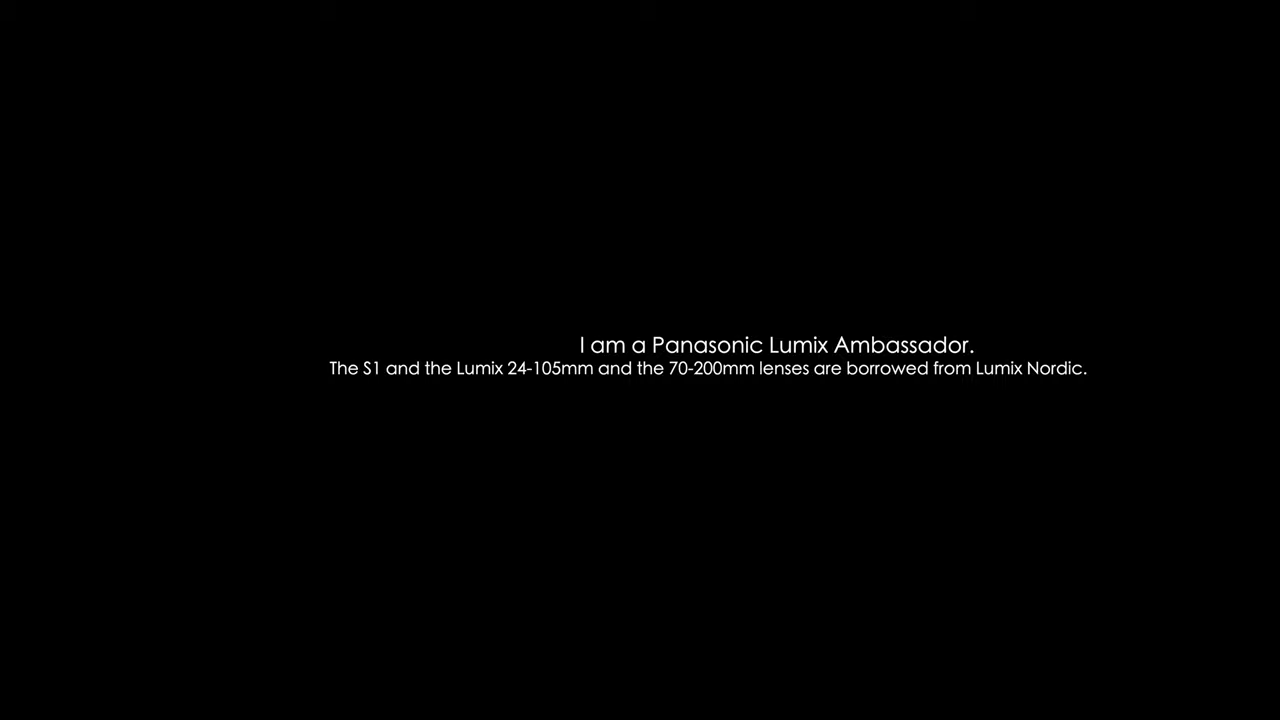 I am a Panasonic Lumix Ambassador.
The S1 and the Lumix 24-105mm and the 70-200mm lenses are borrowed from Lumix Nordic.